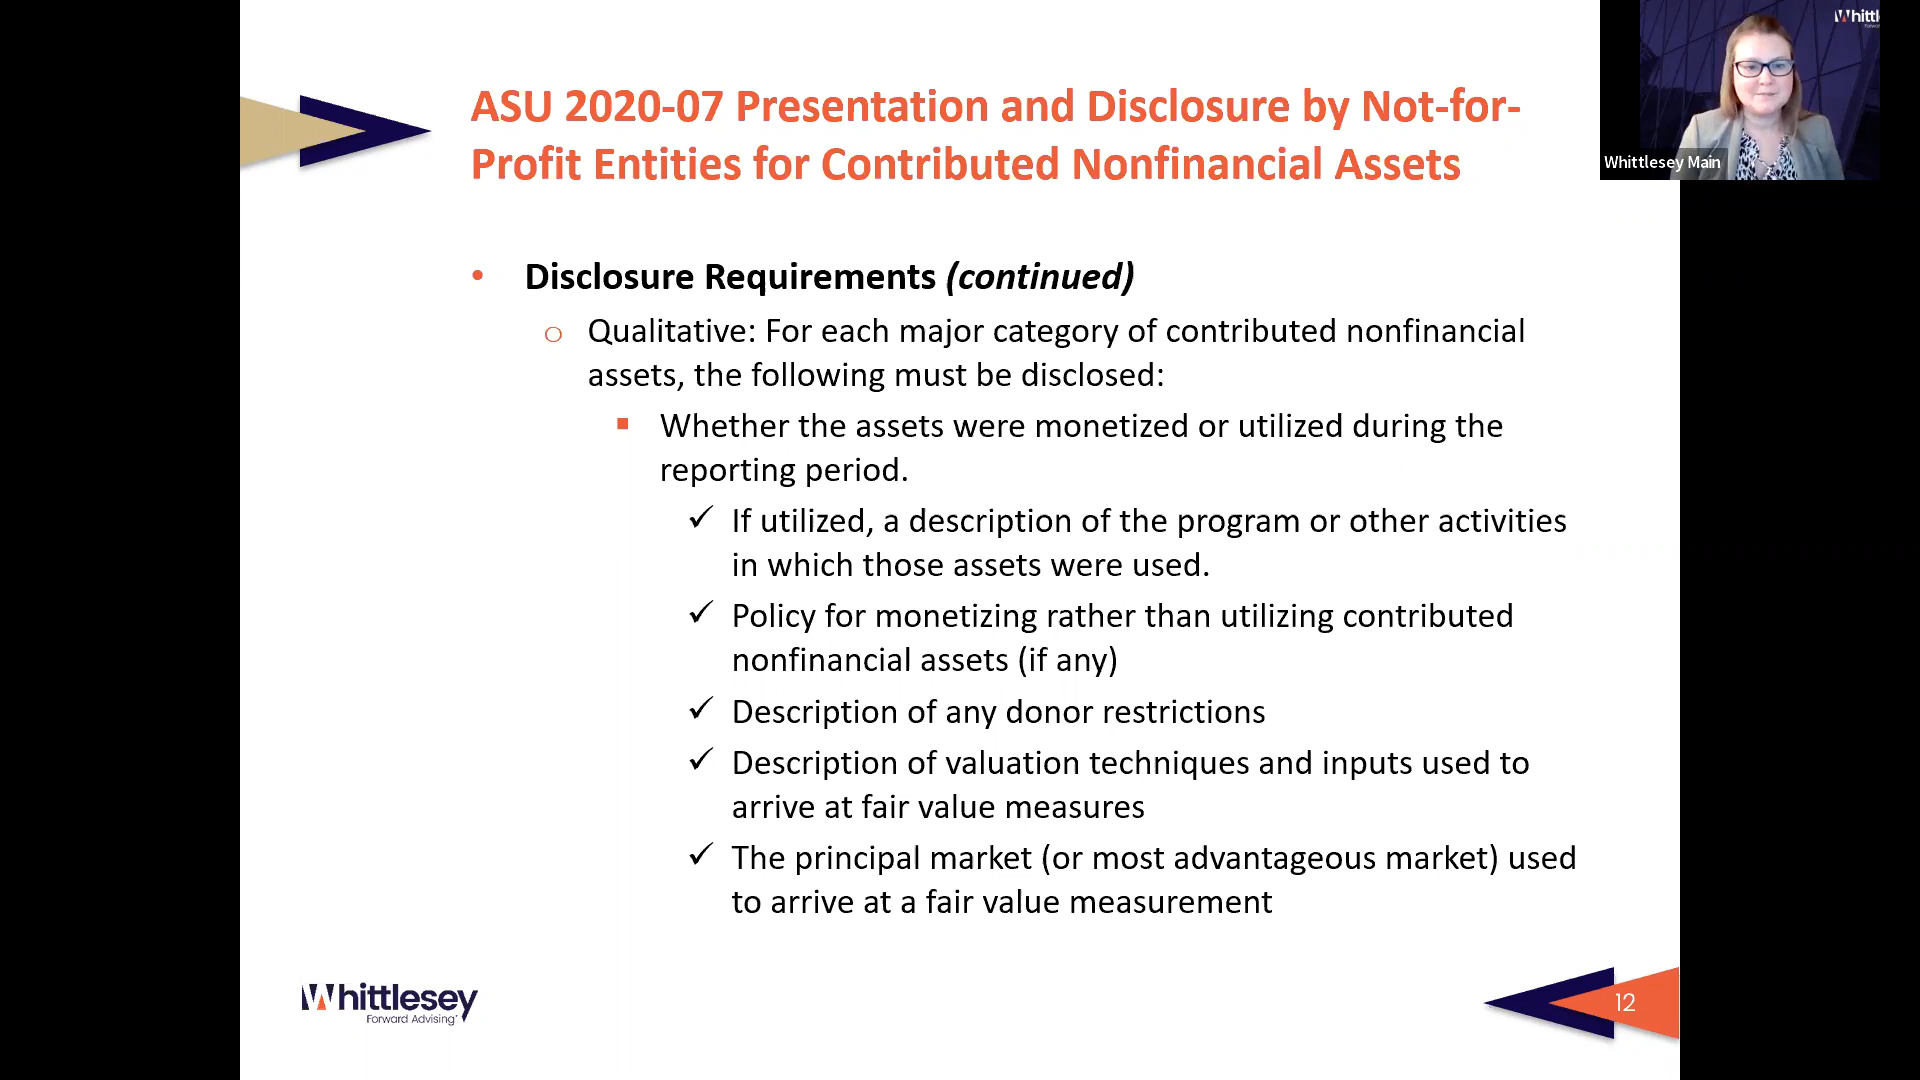 ASU 2020-07 Presentation and Disclosure by Not-for-
Profit Entities for Contributed Nonfinancial Assets
Whittl
Whittlesey Main
• Disclosure Requirements (continued)
o Qualitative: For each major category of contributed nonfinancial
assets, the following must be disclosed:
▪ Whether the assets were monetized or utilized during the
reporting period.
✓ If utilized, a description of the program or other activities
in which those assets were used.
✓ Policy for monetizing rather than utilizing contributed
nonfinancial assets (if any)
✓ Description of any donor restrictions
✓ Description of valuation techniques and inputs used to
arrive at fair value measures
✓ The principal market (or most advantageous market) used
to arrive at a fair value measurement
Whittlesey
Forward Advising
12